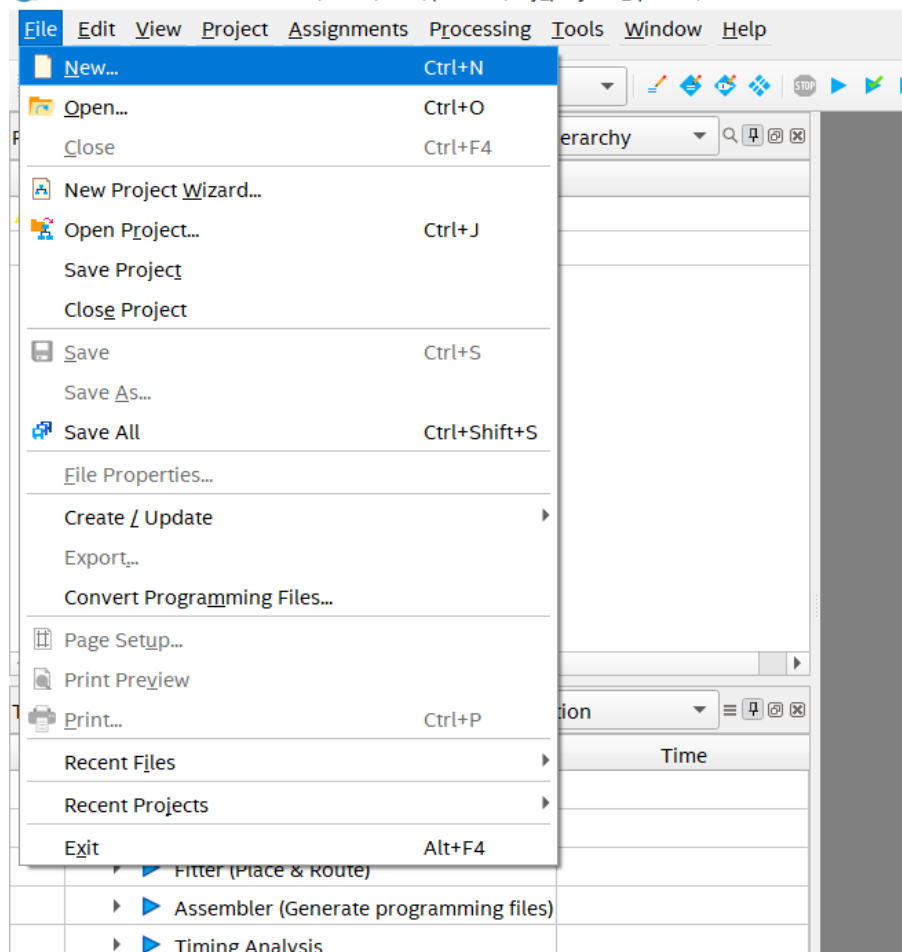 File Edit View Project Assignments Processing Tools Window Help
New... Ctrl+N
STOP
Open... Ctrl+O
erarchy
Close Ctrl+F4
New Project Wizard...
Open Project... Ctrl+J
Save Project
Close Project
Save Ctrl+S
Save As...
Save All Ctrl+Shift+S
File Properties...
Create / Update
Export...
Convert Programming Files...
Page Setup...
Print Preview
Print... Ctrl+P
tion
Time
Recent Files
Recent Projects
Exit Alt+F4
Fitter (Place & Route)
Assembler (Generate programming files)
Timing Analysis